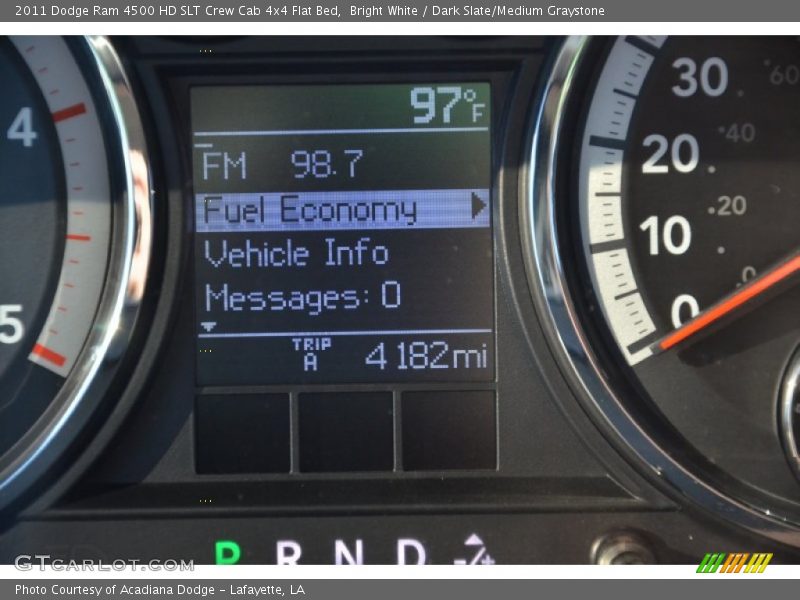 2011 Dodge Ram 4500 HD SLT Crew Cab 4x4 Flat Bed,  Bright White / Dark Slate/Medium Graystone
97°F
FM 98.7
Fuel Economy
Vehicle Info
Messages: 0
TRIP
A 4182mi
4
5
30
20
10
0
60
40
20
0
P R N D
GTCARLOT.COM
Photo Courtesy of Acadiana Dodge - Lafayette, LA